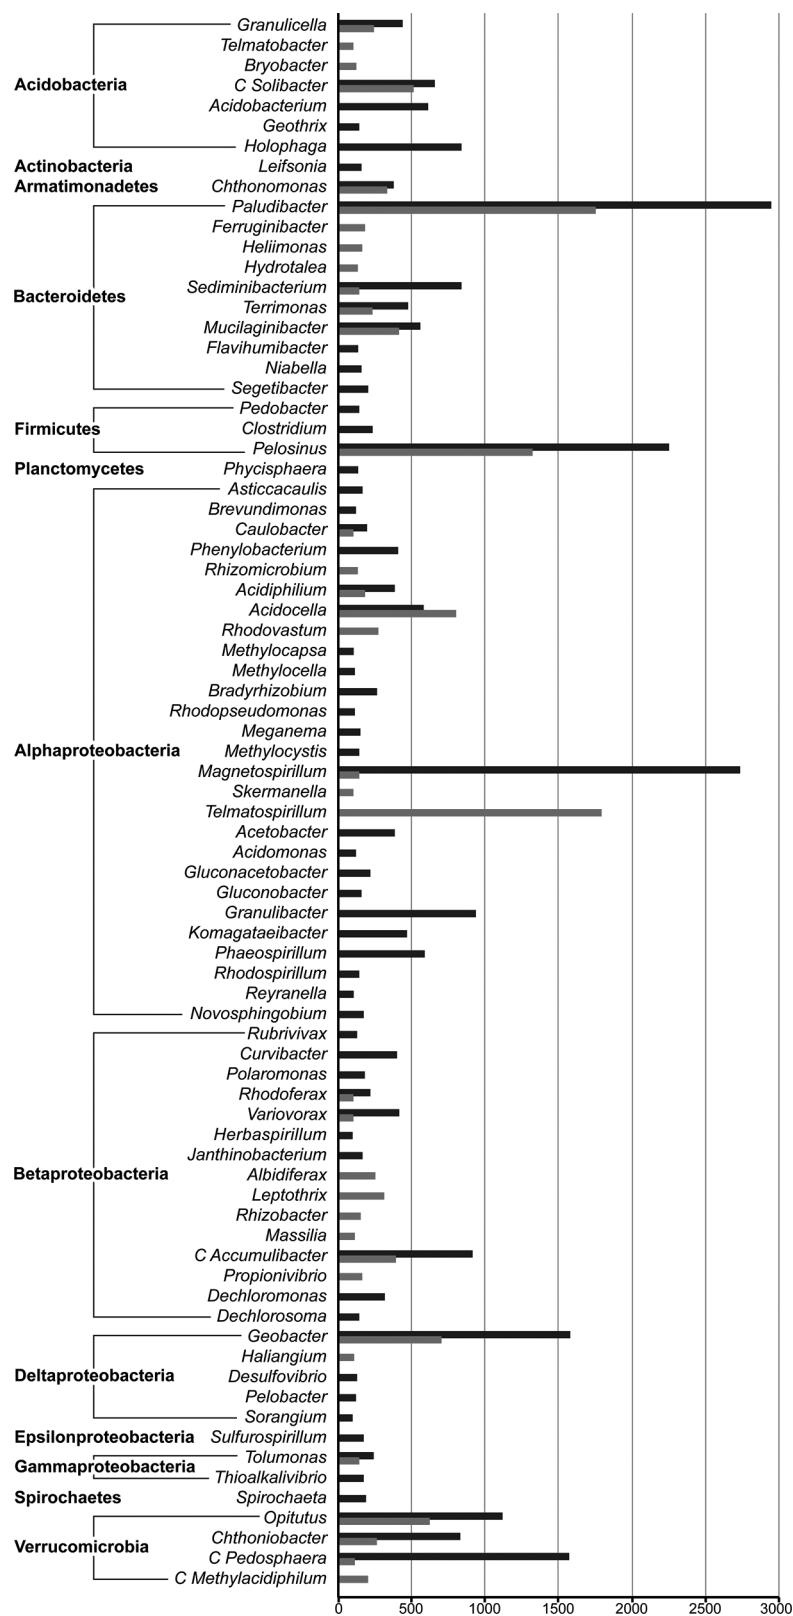 Granulicella
Telmatobacter
Bryobacter
Acidobacteria C Solibacter
Acidobacterium
Geothrix
Holophaga
Actinobacteria Leifsonia
Armatimonadetes Chthonomonas
Paludibacter
Ferruginibacter
Heliimonas
Hydrotalea
Sediminibacterium
Bacteroidetes
Terrimonas
Mucilaginibacter
Flavihumibacter
Niabella
Segetibacter
Pedobacter
Firmicutes Clostridium
Pelosinus
Planctomycetes Phycisphaera
Asticcacaulis
Brevundimonas
Caulobacter
Phenylobacterium
Rhizomicrobium
Acidiphilium
Acidocella
Rhodovastum
Methylocapsa
Methylocella
Bradyrhizobium
Rhodopseudomonas
Meganema
Alphaproteobacteria Methylocystis
Magnetospirillum
Skermanella
Telmatospirillum
Acetobacter
Acidomonas
Gluconacetobacter
Gluconobacter
Granulibacter
Komagataeibacter
Phaeospirillum
Rhodospirillum
Reyranella
Novosphingobium
Rubrivivax
Curvibacter
Polaromonas
Rhodoferax
Variovorax
Herbaspirillum
Janthinobacterium
Betaproteobacteria Albidiferax
Leptothrix
Rhizobacter
Massilia
C Accumulibacter
Propionivibrio
Dechloromonas
Dechlorosoma
Geobacter
Haliangium
Deltaproteobacteria Desulfovibrio
Pelobacter
Sorangium
Epsilonproteobacteria Sulfurospirillum
Tolumonas
Gammaproteobacteria
Thioalkalivibrio
Spirochaetes Spirochaeta
Opitutus
Chthoniobacter
Verrucomicrobia
C Pedosphaera
C Methylacidiphilum
0 500 1000 1500 2000 2500 3000